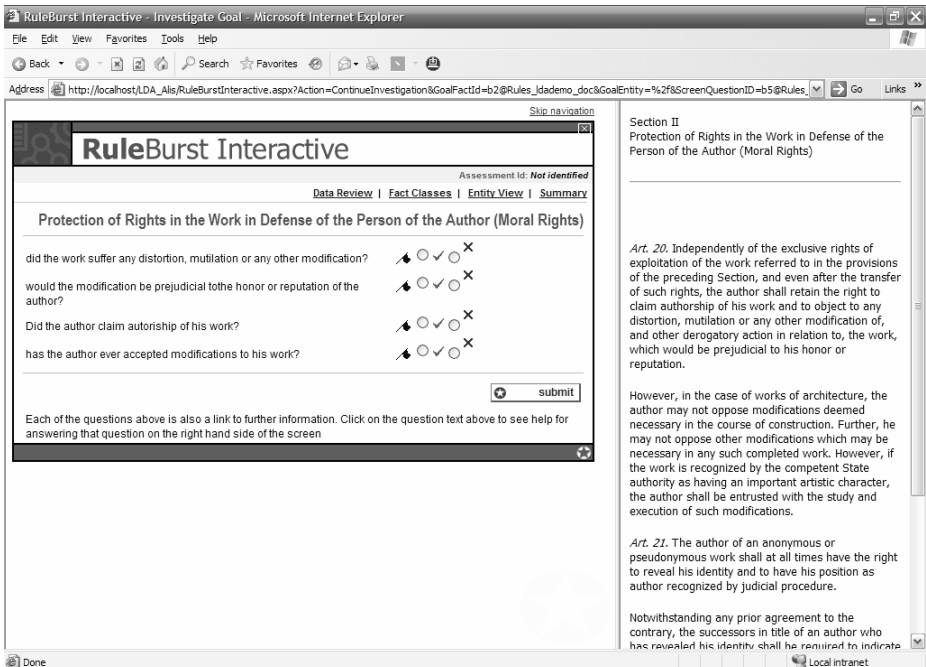 RuleBurst Interactive - Investigate Goal - Microsoft Internet Explorer
File Edit View Favorites Tools Help
Back Search Favorites
Address http://localhost/LDA_Alis/RuleBurstInteractive.aspx?Action=ContinueInvestigation&GoalFactId=b2@Rules_ldademo_doc&GoalEntity=%2f&ScreenQuestionID=b5@Rules_ Go Links »
Skip navigation
RuleBurst Interactive
Assessment Id: Not identified
Data Review | Fact Classes | Entity View | Summary
Protection of Rights in the Work in Defense of the Person of the Author (Moral Rights)
did the work suffer any distortion, mutilation or any other modification?
would the modification be prejudicial tothe honor or reputation of the
author?
Did the author claim autoriship of his work?
has the author ever accepted modifications to his work?
submit
Each of the questions above is also a link to further information. Click on the question text above to see help for
answering that question on the right hand side of the screen
Section II
Protection of Rights in the Work in Defense of the
Person of the Author (Moral Rights)
Art. 20. Independently of the exclusive rights of
exploitation of the work referred to in the provisions
of the preceding Section, and even after the transfer
of such rights, the author shall retain the right to
claim authorship of his work and to object to any
distortion, mutilation or any other modification of,
and other derogatory action in relation to, the work,
which would be prejudicial to his honor or
reputation.
However, in the case of works of architecture, the
author may not oppose modifications deemed
necessary in the course of construction. Further, he
may not oppose other modifications which may be
necessary in any such completed work. However, if
the work is recognized by the competent State
authority as having an important artistic character,
the author shall be entrusted with the study and
execution of such modifications.
Art. 21. The author of an anonymous or
pseudonymous work shall at all times have the right
to reveal his identity and to have his position as
author recognized by judicial procedure.
Notwithstanding any prior agreement to the
contrary, the successors in title of an author who
has revealed his identity shall be required to indicate
Done
Local intranet